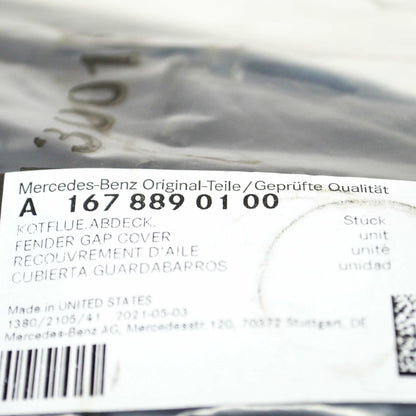 3001
Mercedes-Benz Original-Teile/Geprüfte Qualität
A 167 889 01 00
KOTFLUE.ABDECK. Stück
FENDER GAP COVER unit
RECOUVREMENT D'AILE unité
CUBIERTA GUARDABARROS unidad
Made in UNITED STATES
1380/2105/41 2021-05-03
Mercedes-Benz AG, Mercedesstr.120, 70372 Stuttgart, DE